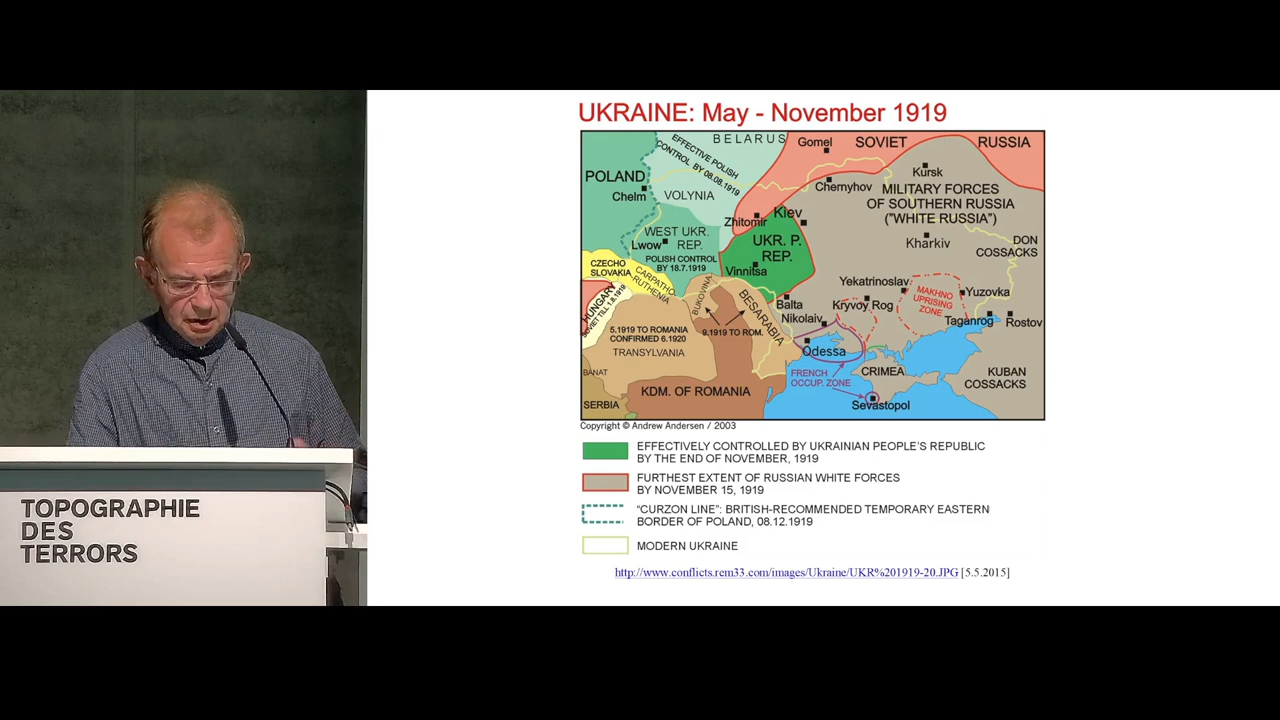 TOPOGRAPHIE
DES
TERRORS
UKRAINE: May - November 1919
BELARUS
Gomel
SOVIET
RUSSIA
EFFECTIVE POLISH
CONTROL BY 08.08.1919
POLAND
Chelm
VOLYNIA
Chernyhov
Kursk
MILITARY FORCES
OF SOUTHERN RUSSIA
("WHITE RUSSIA")
Zhitomir
Kiev
WEST UKR.
REP.
Lwow
UKR. P.
REP.
Kharkiv
DON
COSSACKS
POLISH CONTROL
BY 18.7.1919
Vinnitsa
CZECHO
SLOVAKIA
CARPATHO
-RUTHENIA
HUNGARY
SOVIET TILL 1.8.1919
BUKOVINA
BESARABIA
Yekatrinoslav
MAKHNO
UPRISING
ZONE
Yuzovka
Balta
Kryvoy Rog
Nikolaiv
Taganrog
Rostov
5.1919 TO ROMANIA
CONFIRMED 6.1920
9.1919 TO ROM.
TRANSYLVANIA
Odessa
BANAT
FRENCH
OCCUP. ZONE
CRIMEA
KUBAN
COSSACKS
KDM. OF ROMANIA
SERBIA
Sevastopol
Copyright © Andrew Andersen / 2003
EFFECTIVELY CONTROLLED BY UKRAINIAN PEOPLE'S REPUBLIC
BY THE END OF NOVEMBER, 1919
FURTHEST EXTENT OF RUSSIAN WHITE FORCES
BY NOVEMBER 15, 1919
"CURZON LINE": BRITISH-RECOMMENDED TEMPORARY EASTERN
BORDER OF POLAND, 08.12.1919
MODERN UKRAINE
http://www.conflicts.rem33.com/images/Ukraine/UKR%201919-20.JPG [5.5.2015]